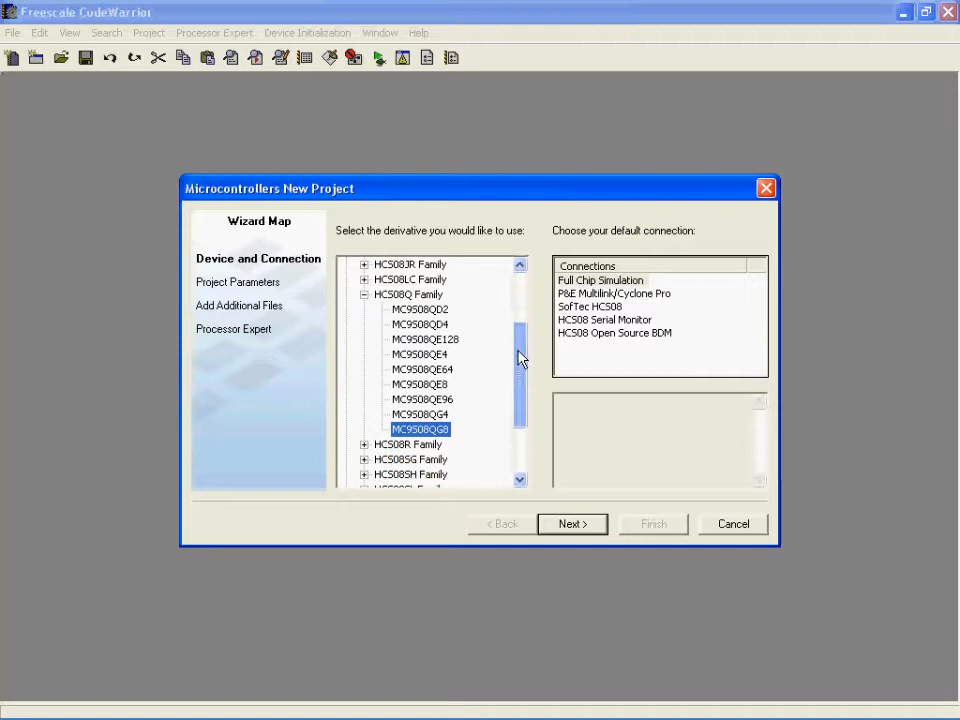 Freescale CodeWarrior
File Edit View Search Project Processor Expert Device Initialization Window Help
Microcontrollers New Project
Wizard Map
Device and Connection
Project Parameters
Add Additional Files
Processor Expert
Select the derivative you would like to use:
HCS08JR Family
HCS08LC Family
HCS08Q Family
MC9S08QD2
MC9S08QD4
MC9S08QE128
MC9S08QE4
MC9S08QE64
MC9S08QE8
MC9S08QE96
MC9S08QG4
MC9S08QG8
HCS08R Family
HCS08SG Family
HCS08SH Family
Choose your default connection:
Connections
Full Chip Simulation
P&E Multilink/Cyclone Pro
SofTec HCS08
HCS08 Serial Monitor
HCS08 Open Source BDM
< Back
Next >
Finish
Cancel